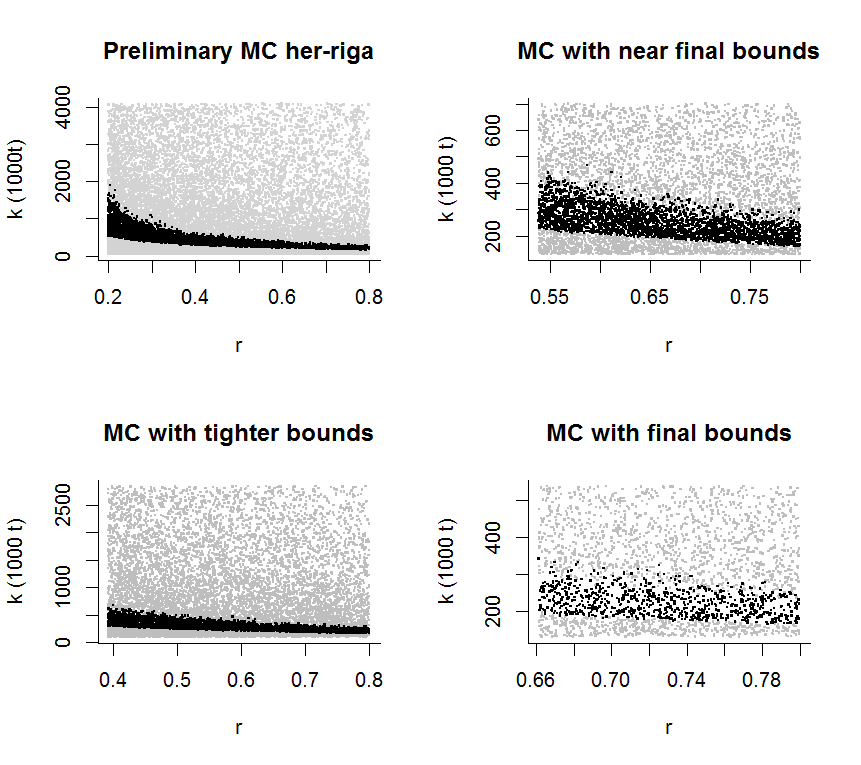 Preliminary MC her-riga
k (1000t)
4000
2000
0
0.2 0.4 0.6 0.8
r
MC with near final bounds
k (1000 t)
600
400
200
0.55 0.65 0.75
r
MC with tighter bounds
k (1000 t)
2500
1000
0
0.4 0.5 0.6 0.7 0.8
r
MC with final bounds
k (1000 t)
400
200
0.66 0.70 0.74 0.78
r